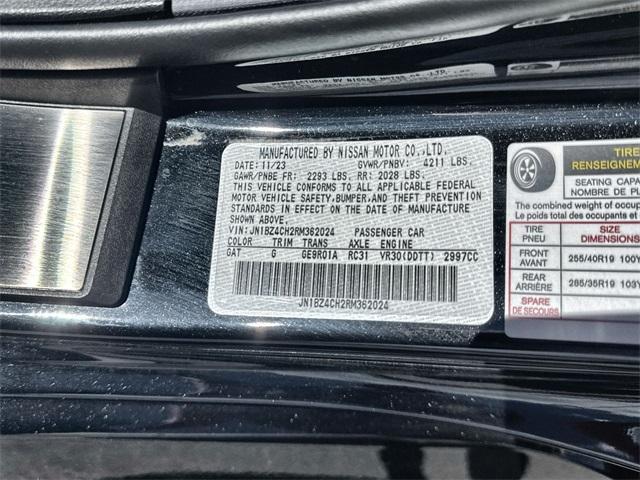 MANUFACTURED BY NISSAN MOTOR CO.,LTD.
DATE: 11/23 GVWR/PNBV: 4211 LBS.
GAWR/PNBE FR: 2293 LBS. RR: 2028 LBS
THIS VEHICLE CONFORMS TO ALL APPLICABLE FEDERAL
MOTOR VEHICLE SAFETY,BUMPER,AND THEFT PREVENTION
STANDARDS IN EFFECT ON THE DATE OF MANUFACTURE
SHOWN ABOVE.
VIN: JN1BZ4CH2RM362024 PASSENGER CAR
COLOR TRIM TRANS AXLE ENGINE
GAT G GE9R01A RC31 VR30(DDTT) 2997CC
JN1BZ4CH2RM362024
TIRE
RENSEIGNEM
SEATING CAPA
NOMBRE DE PL
The combined weight of occup
Le poids total des occupants et
TIRE SIZE
PNEU DIMENSIONS
FRONT 255/40R19 100Y
AVANT
REAR 285/35R19 103Y
ARRIÈRE
SPARE
DE SECOURS